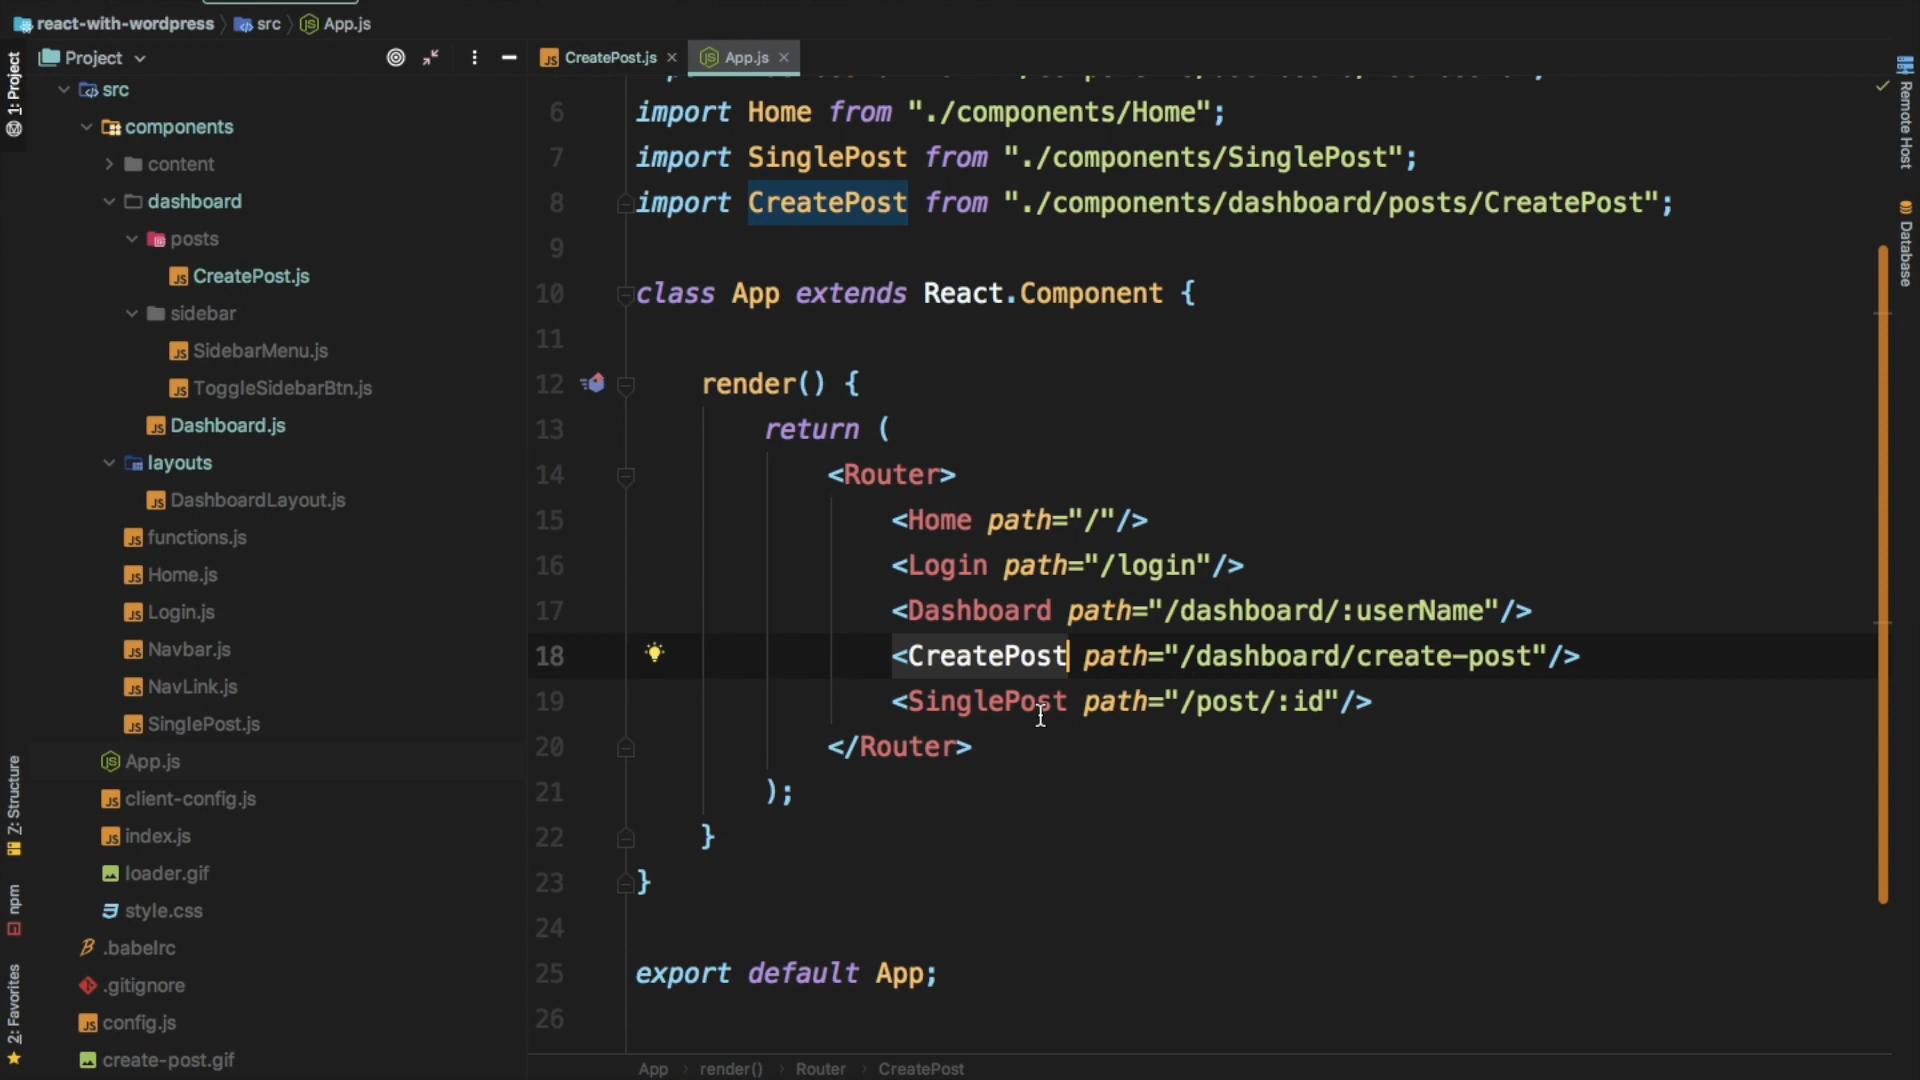 react-with-wordpress src App.js
Project
CreatePost.js
App.js
1: Project
src
components
content
dashboard
posts
CreatePost.js
sidebar
SidebarMenu.js
ToggleSidebarBtn.js
Dashboard.js
layouts
DashboardLayout.js
functions.js
Home.js
Login.js
Navbar.js
NavLink.js
SinglePost.js
App.js
client-config.js
index.js
loader.gif
style.css
.babelrc
.gitignore
config.js
create-post.gif
Z: Structure
npm
2: Favorites
6 import Home from "./components/Home";
7 import SinglePost from "./components/SinglePost";
8 import CreatePost from "./components/dashboard/posts/CreatePost";
9
10 class App extends React.Component {
11
12 render() {
13 return (
14 <Router>
15 <Home path="/"/>
16 <Login path="/login"/>
17 <Dashboard path="/dashboard/:userName"/>
18 <CreatePost path="/dashboard/create-post"/>
19 <SinglePost path="/post/:id"/>
20 </Router>
21 );
22 }
23 }
24
25 export default App;
26
App render() Router CreatePost
Remote Host
Database